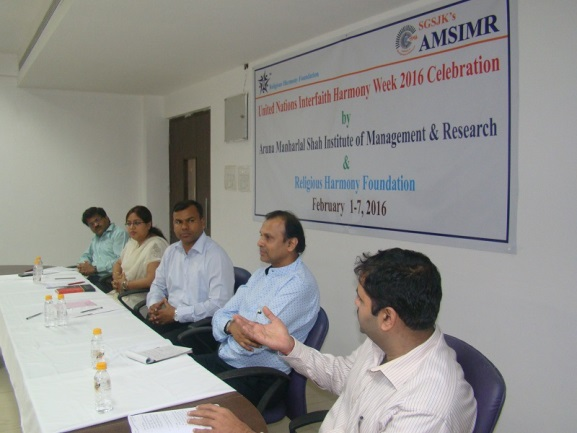 SGSJK's
AMSIMR
Religious Harmony Foundation
United Nations Interfaith Harmony Week 2016 Celebration
by
Aruna Manharlal Shah Institute of Management & Research
&
Religious Harmony Foundation
February 1-7, 2016